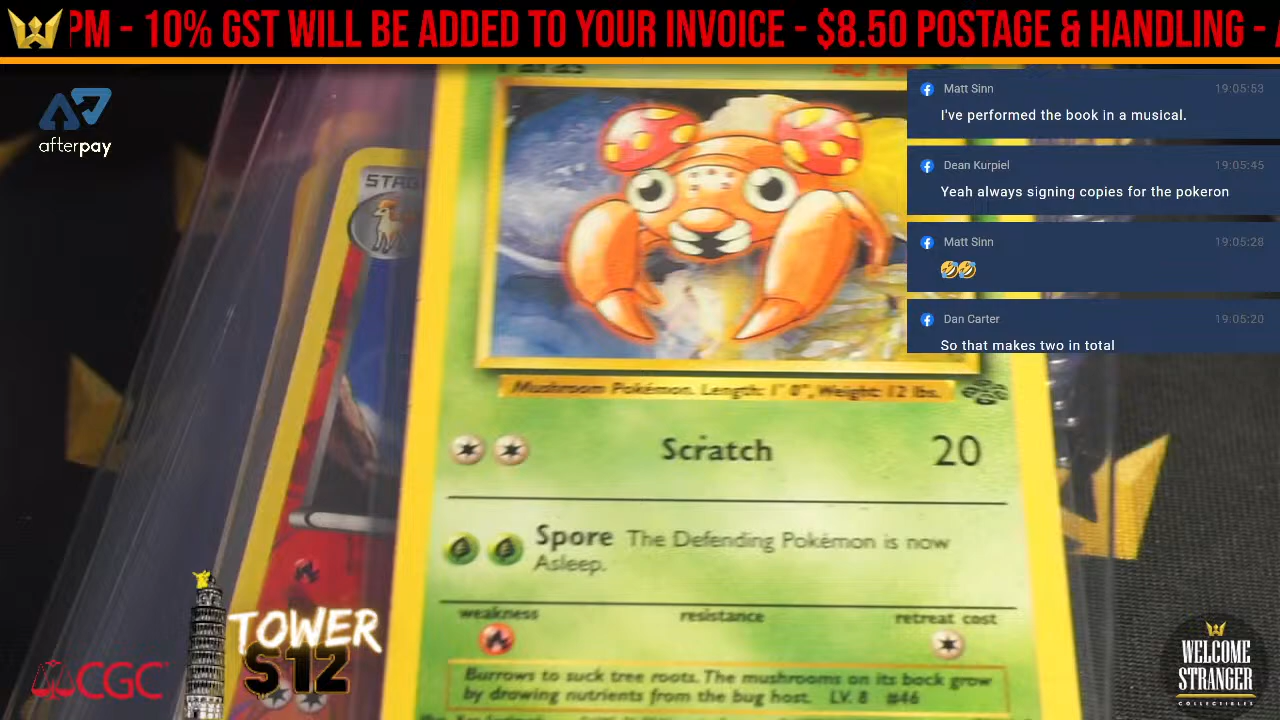 PM - 10% GST WILL BE ADDED TO YOUR INVOICE - $8.50 POSTAGE & HANDLING -
afterpay
Paras
Matt Sinn 19:05:53
I've performed the book in a musical.
Dean Kurpiel 19:05:45
Yeah always signing copies for the pokeron
Matt Sinn 19:05:28
🤣🤣
Dan Carter 19:05:20
So that makes two in total
STAG
Mushroom Pokémon. Length: 1' 0", Weight: 12 lbs.
Scratch 20
Spore The Defending Pokémon is now
Asleep.
weakness resistance retreat cost
Burrows to suck tree roots. The mushrooms on its back grow
by drawing nutrients from the bug host. LV. 8 #46
CGC
TOWER
S12
WELCOME
STRANGER
COLLECTIBLES